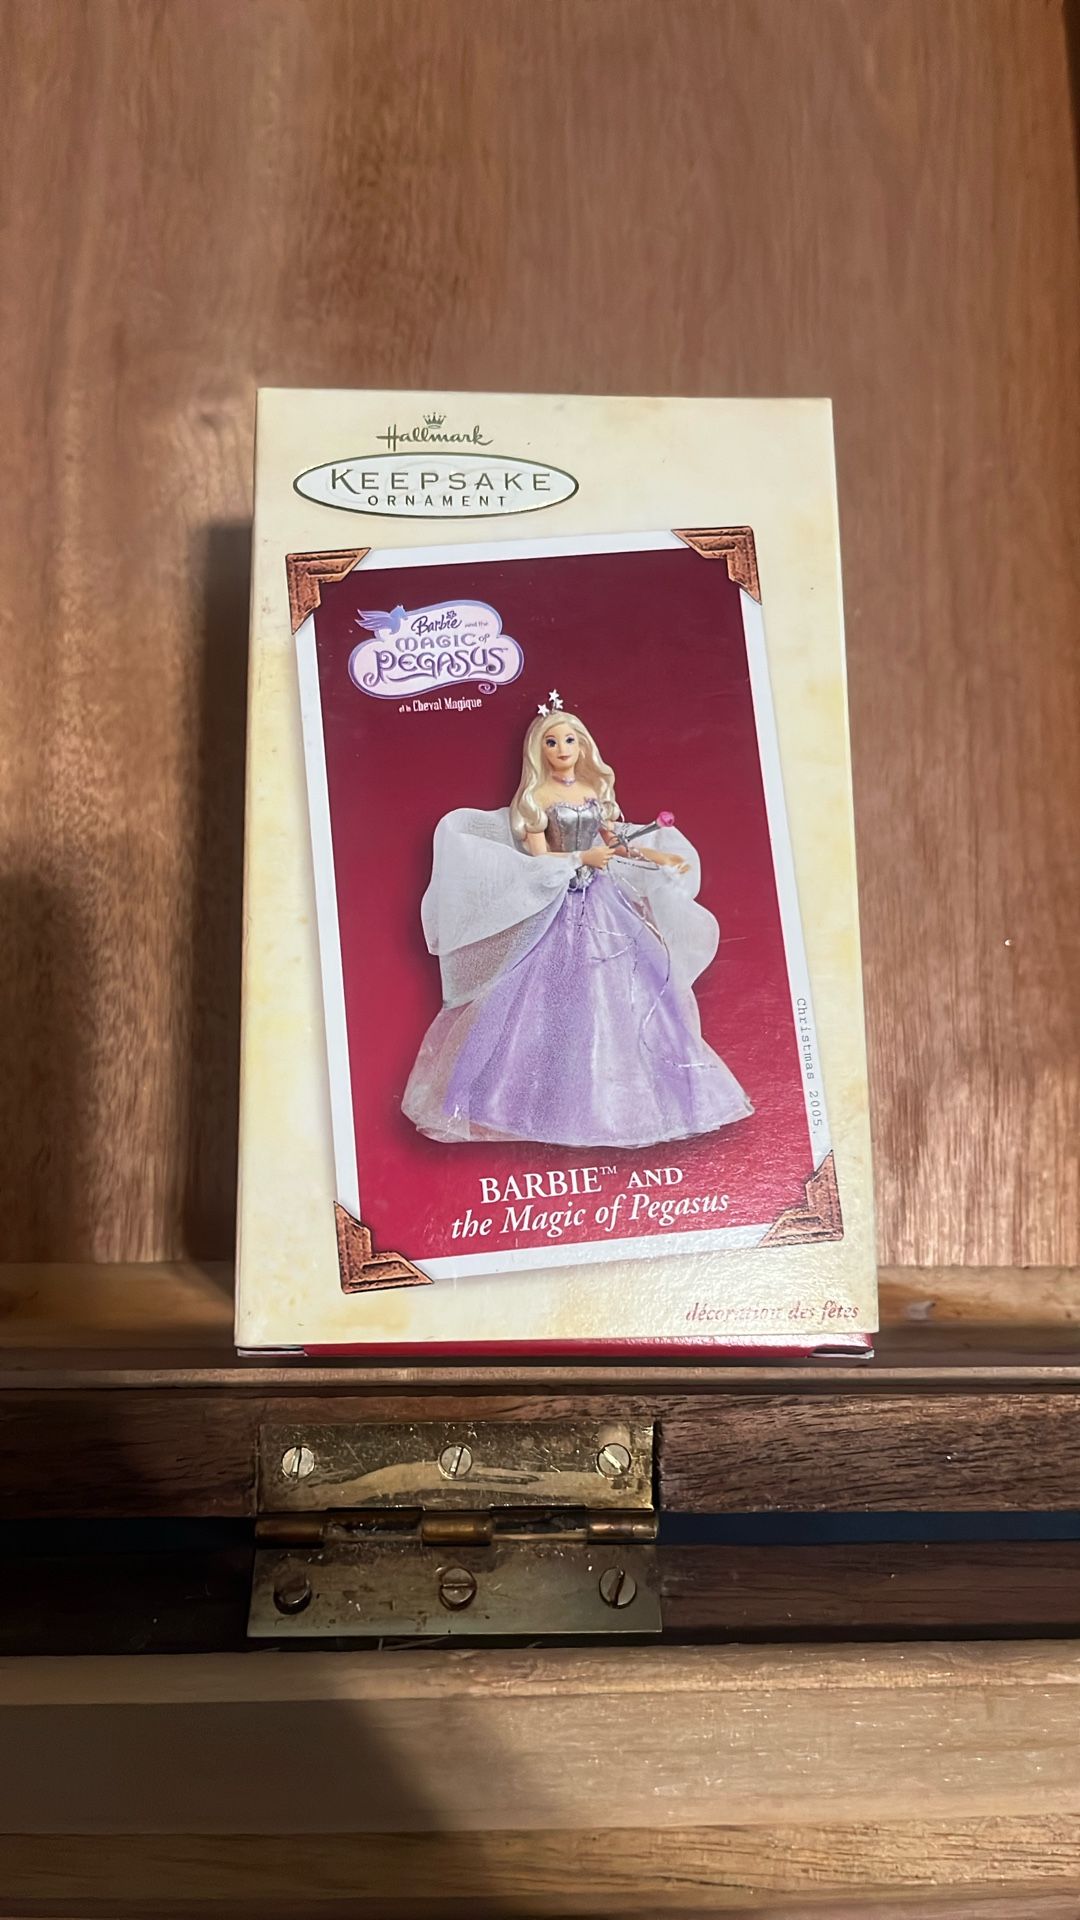 Hallmark
KEEPSAKE
ORNAMENT
Barbie and the
MAGIC of
PEGASUS
et le Cheval Magique
Christmas 2005.
BARBIE™ AND
the Magic of Pegasus
décoration des fêtes